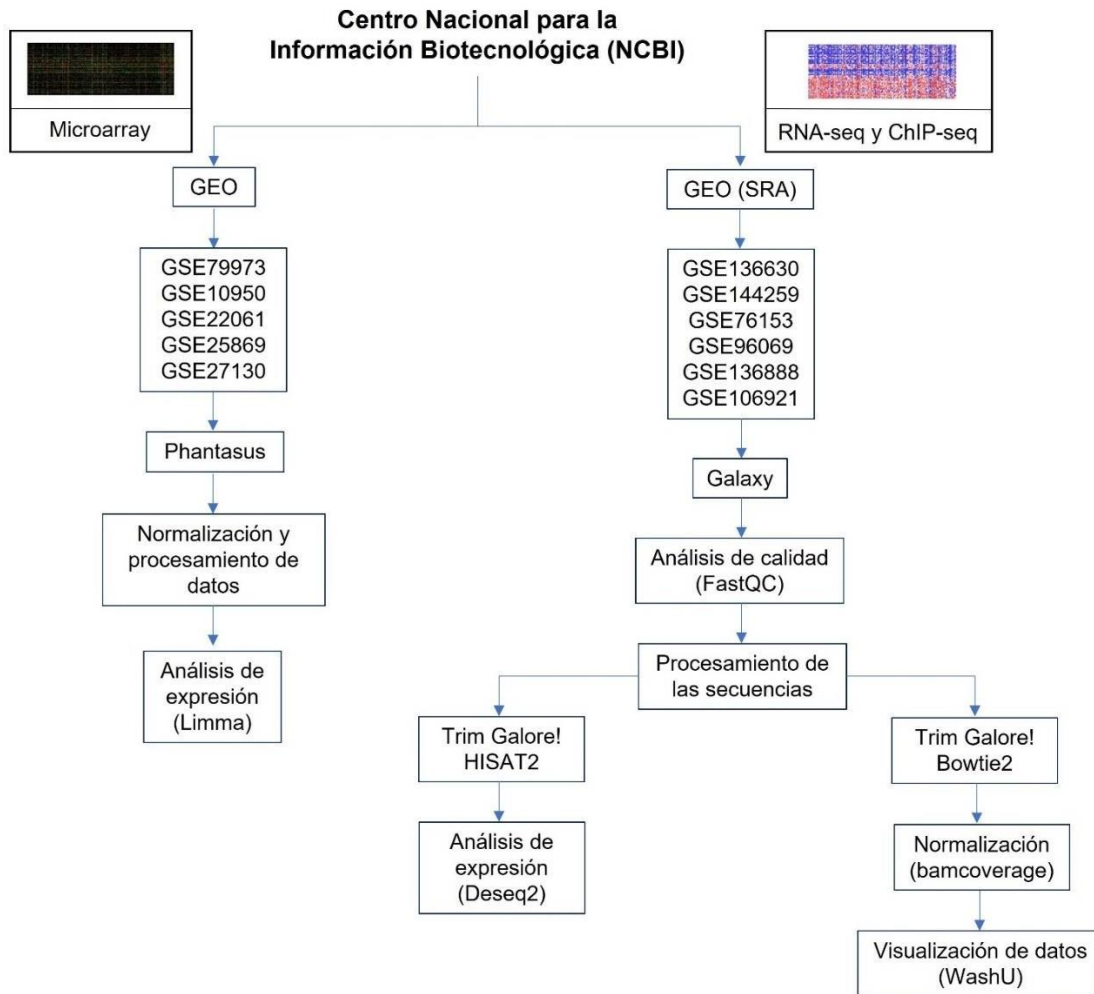 Centro Nacional para la
Información Biotecnológica (NCBI)
Microarray
RNA-seq y ChIP-seq
GEO
GSE79973
GSE10950
GSE22061
GSE25869
GSE27130
Phantasus
Normalización y
procesamiento de
datos
Análisis de
expresión
(Limma)
GEO (SRA)
GSE136630
GSE144259
GSE76153
GSE96069
GSE136888
GSE106921
Galaxy
Análisis de calidad
(FastQC)
Procesamiento de
las secuencias
Trim Galore!
HISAT2
Análisis de
expresión
(Deseq2)
Trim Galore!
Bowtie2
Normalización
(bamcoverage)
Visualización de datos
(WashU)